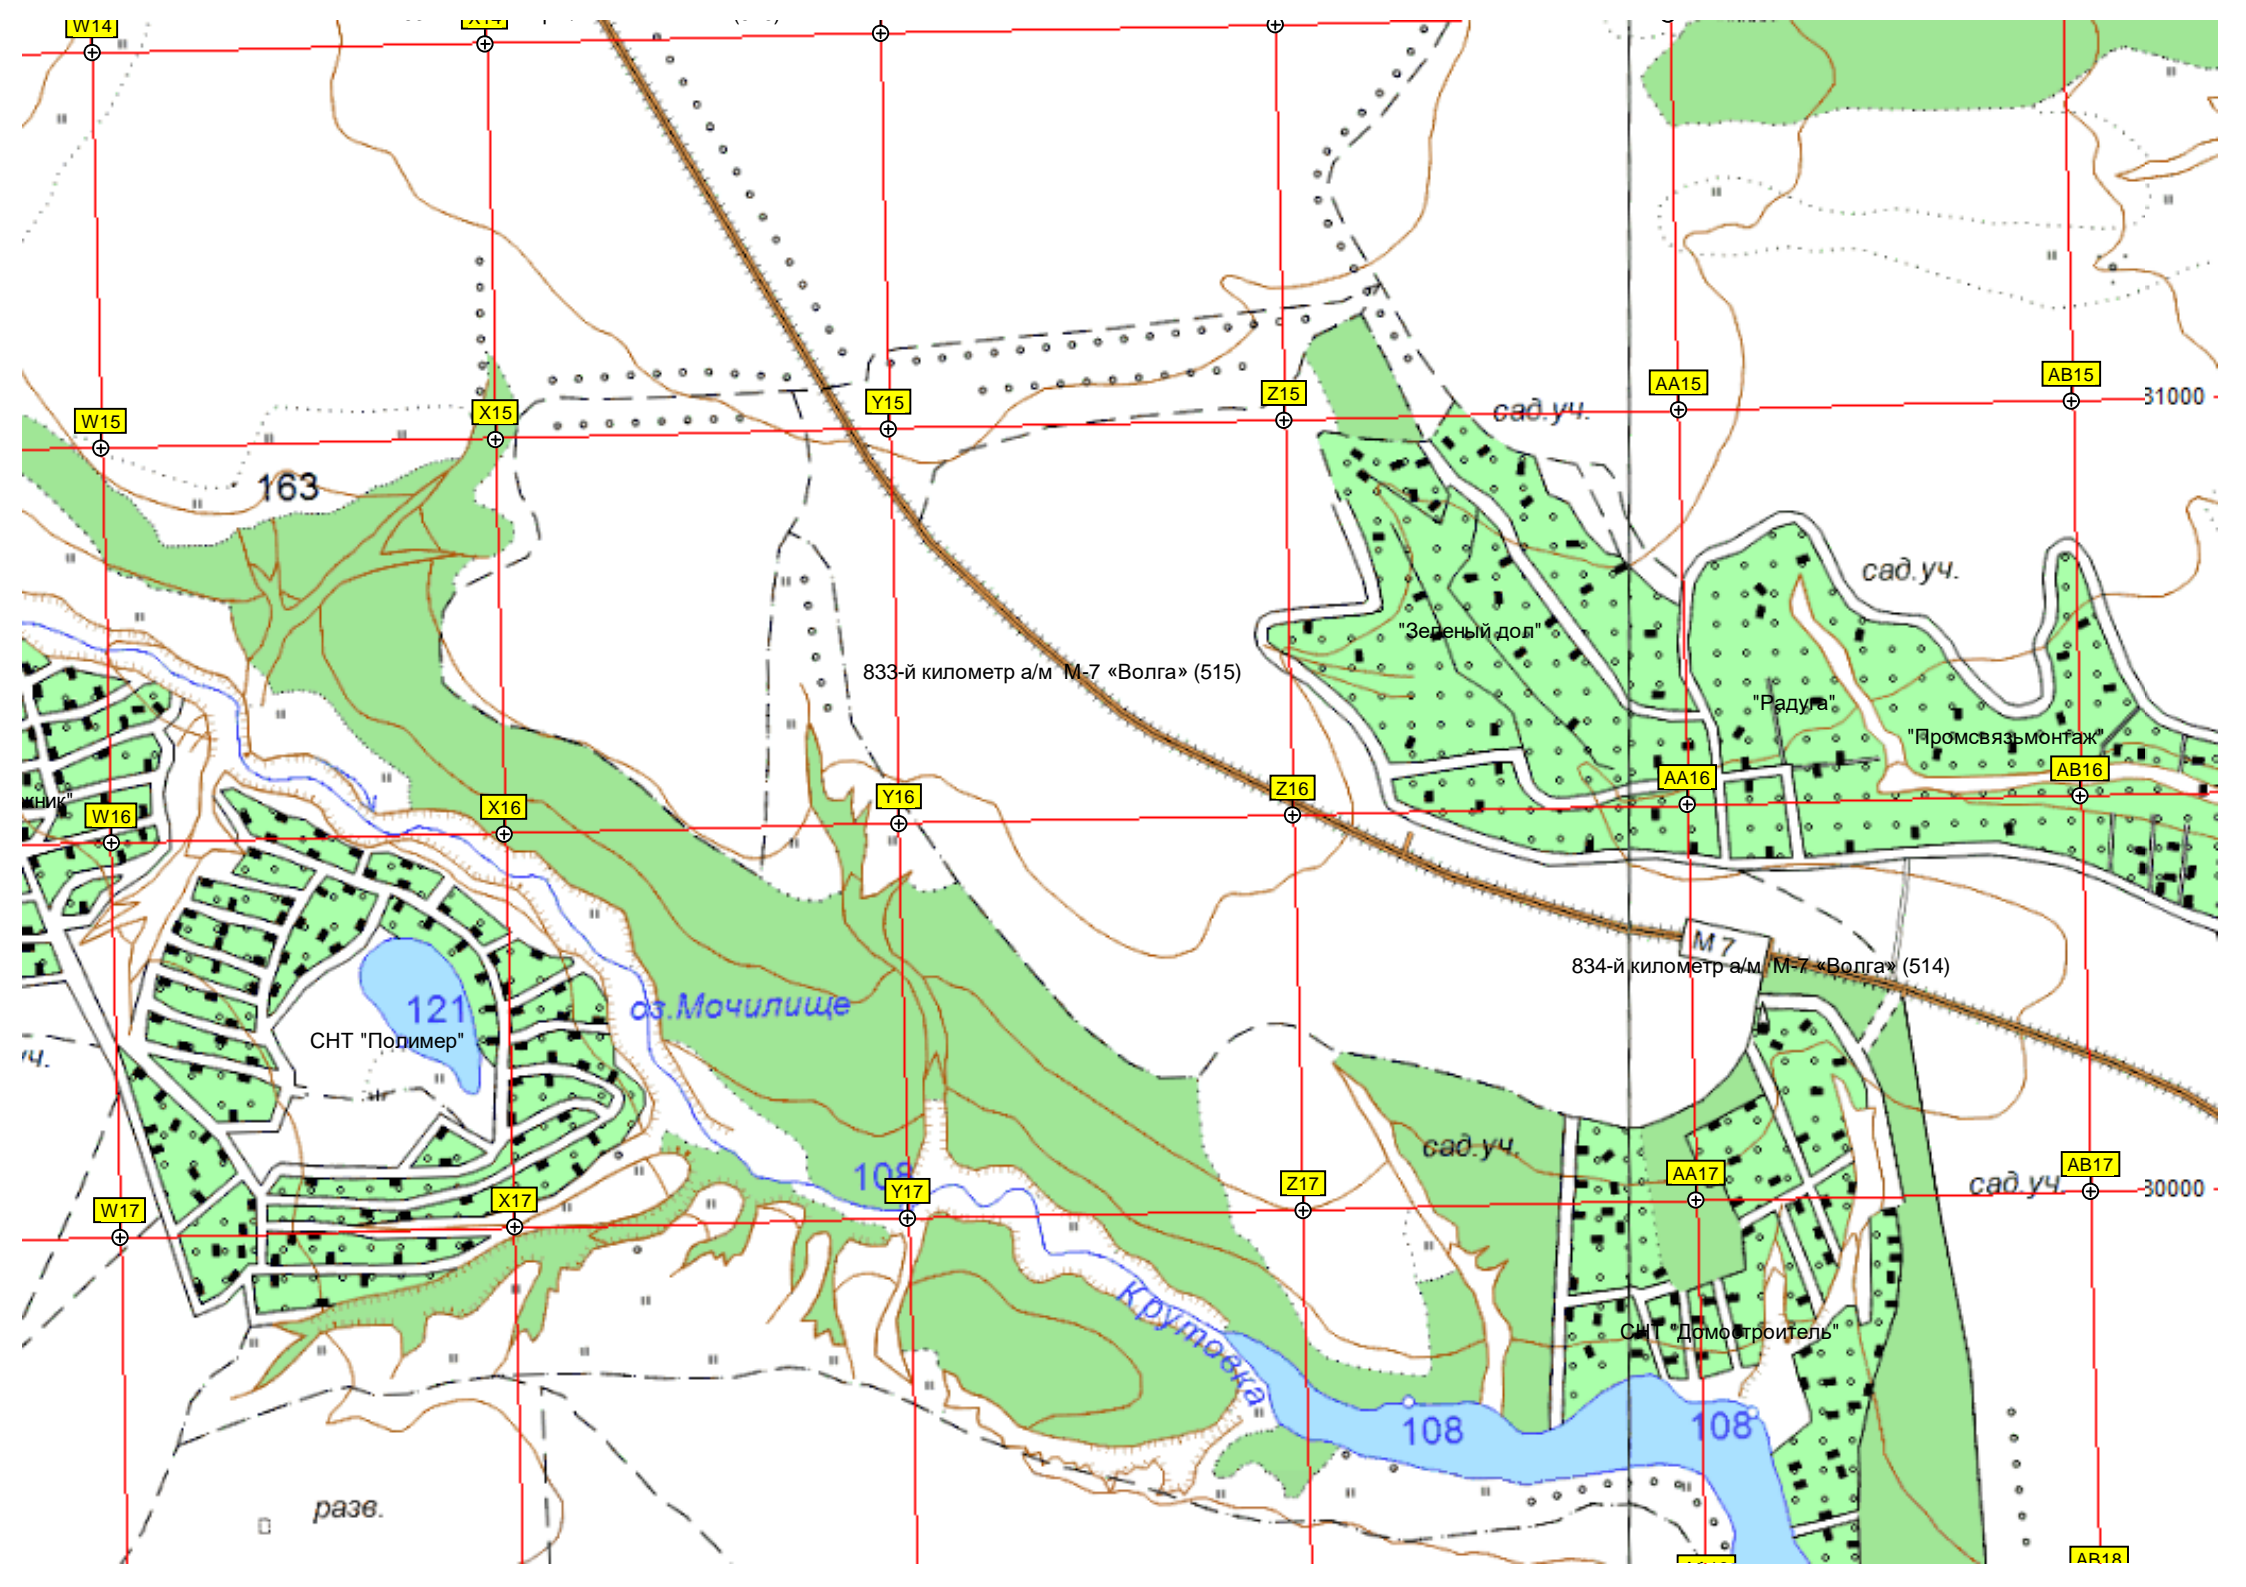 W14
W15
X15
Y15
Z15
AA15
AB15
31000
сад.уч.
163
сад.уч.
"Зеленый дол"
833-й километр а/м М-7 «Волга» (515)
"Радуга"
"Промсвязьмонтаж"
W16
X16
Y16
Z16
AA16
AB16
М 7
834-й километр а/м М-7 «Волга» (514)
121
оз.Мочилище
СНТ "Полимер"
сад.уч.
108
W17
X17
Y17
Z17
AA17
AB17
сад.уч.
30000
Крутовка
СНТ "Домостроитель"
108
108
разв.
AB18